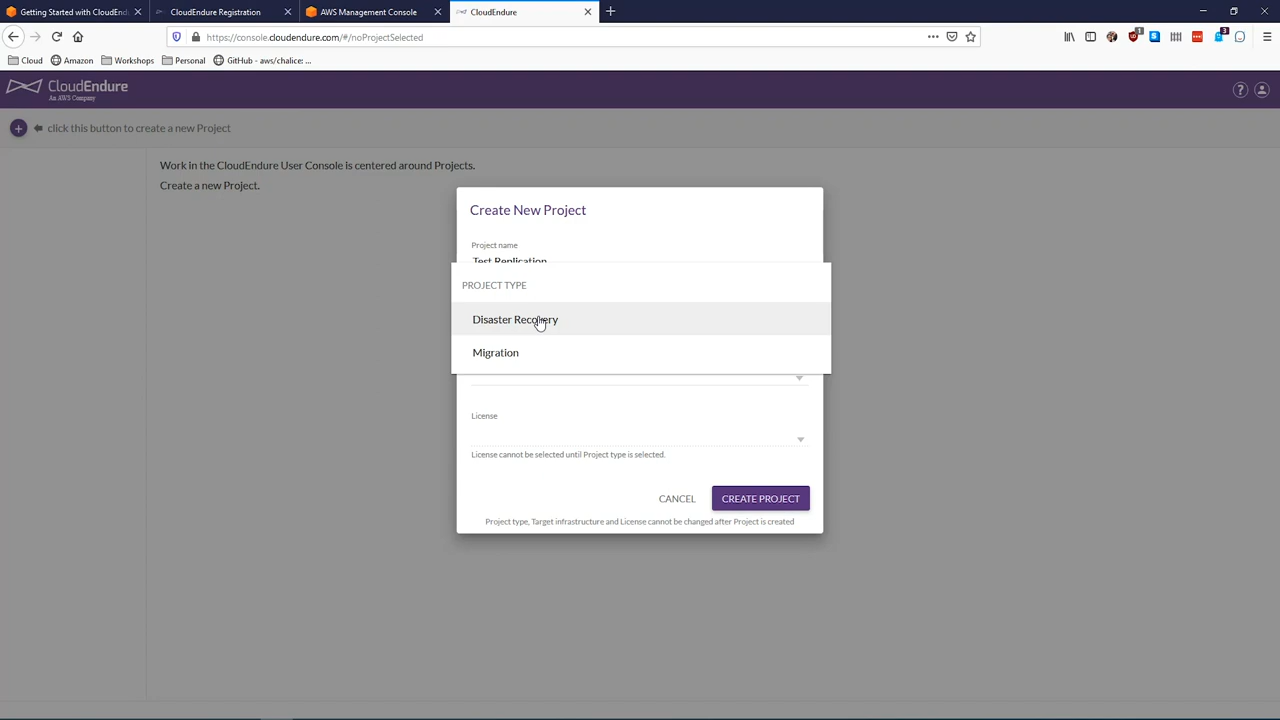 Getting Started with CloudEnd
CloudEndure Registration
AWS Management Console
CloudEndure
https://console.cloudendure.com/#/noProjectSelected
Cloud
Amazon
Workshops
Personal
GitHub - aws/chalice: ...
CloudEndure
An AWS Company
click this button to create a new Project
Work in the CloudEndure User Console is centered around Projects.
Create a new Project.
Create New Project
Project name
Test Replication
PROJECT TYPE
Disaster Recovery
Migration
License
License cannot be selected until Project type is selected.
CANCEL
CREATE PROJECT
Project type, Target infrastructure and License cannot be changed after Project is created